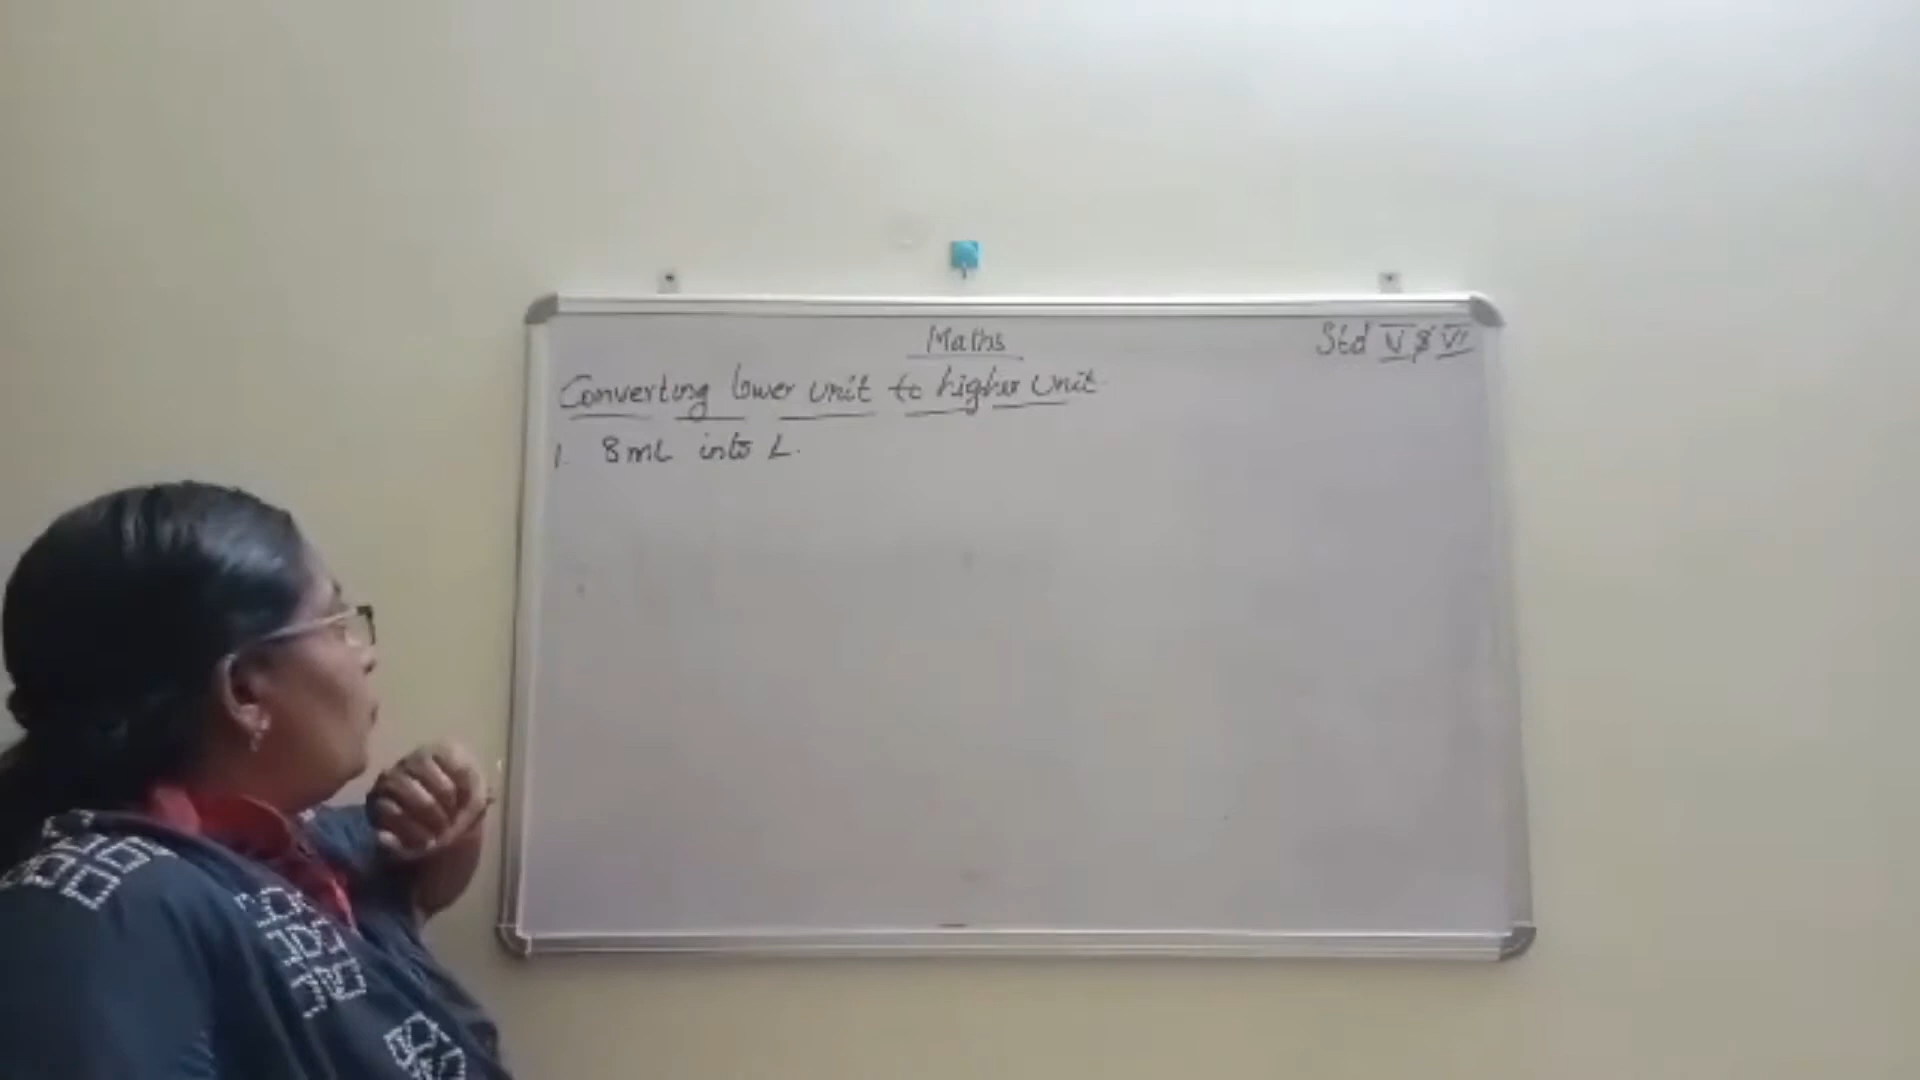 Maths
Std V & VI
Converting lower unit to higher unit.
1. 8 mL into L.